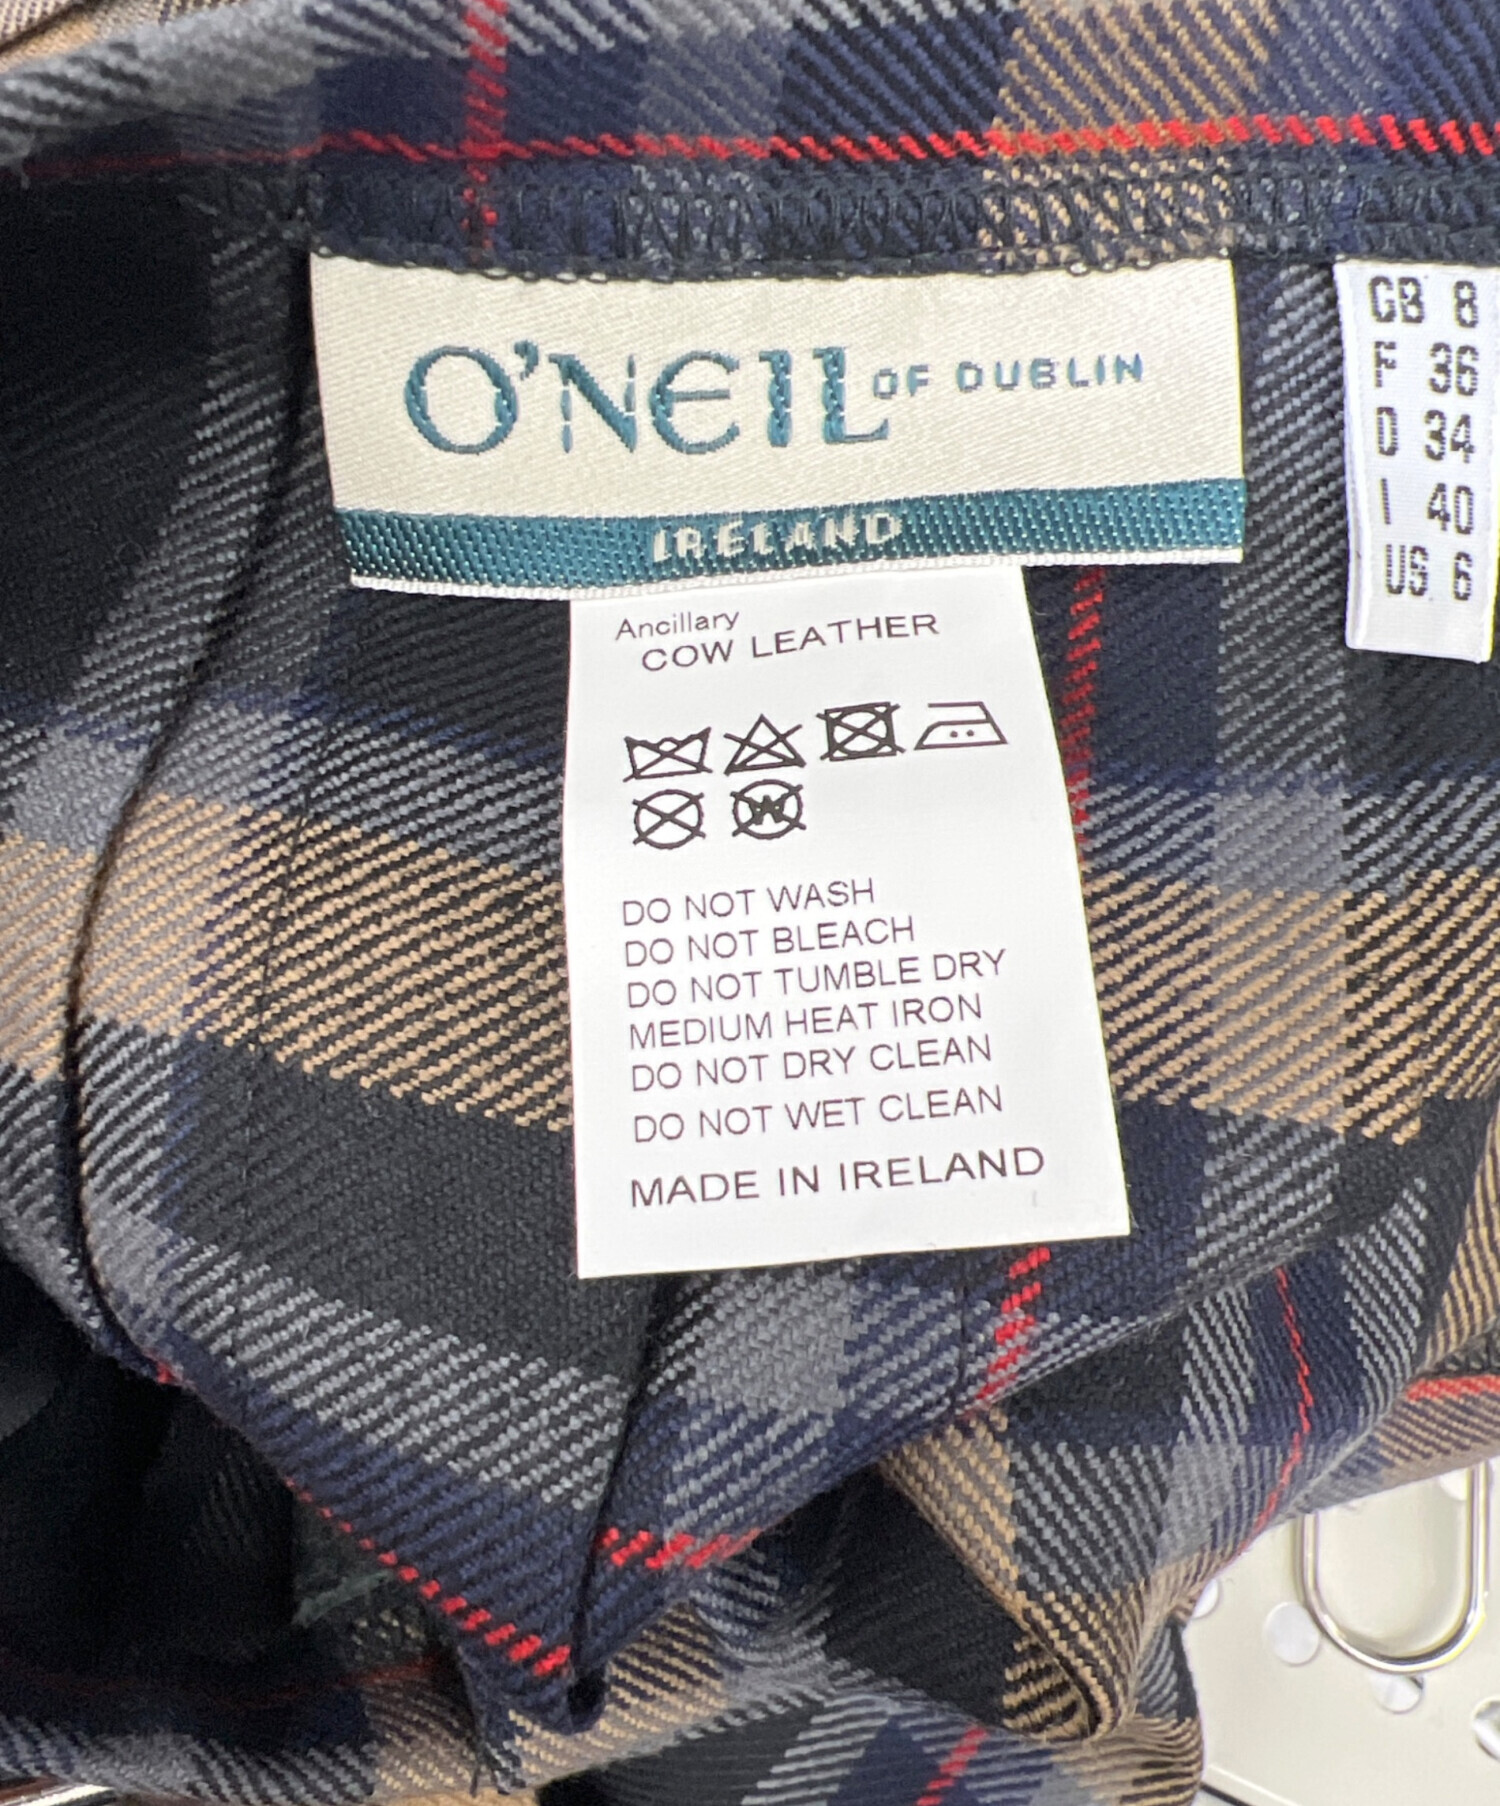 O'NEIL OF DUBLIN
IRELAND
GB 8
F 36
D 34
I 40
US 6
Ancillary
COW LEATHER
W
DO NOT WASH
DO NOT BLEACH
DO NOT TUMBLE DRY
MEDIUM HEAT IRON
DO NOT DRY CLEAN
DO NOT WET CLEAN
MADE IN IRELAND